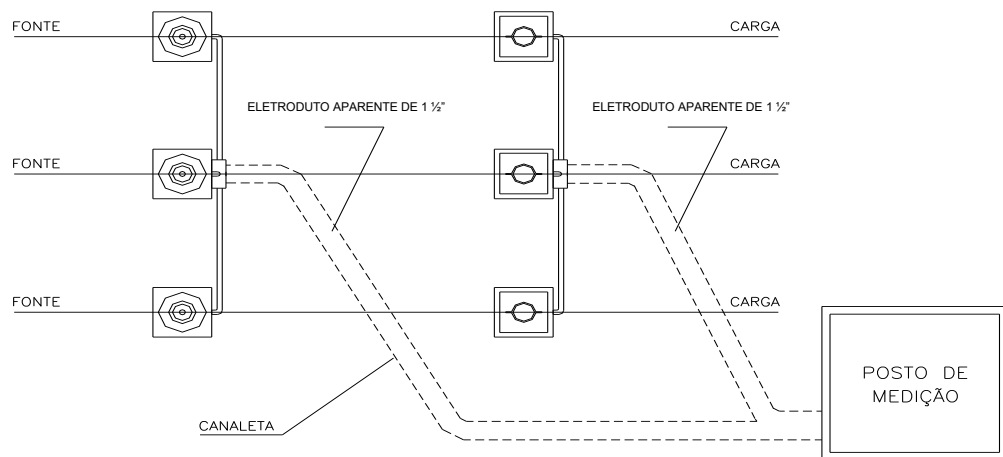 FONTE
CARGA
ELETRODUTO APARENTE DE 1 ½"
ELETRODUTO APARENTE DE 1 ½"
FONTE
CARGA
FONTE
CARGA
POSTO DE
MEDIÇÃO
CANALETA